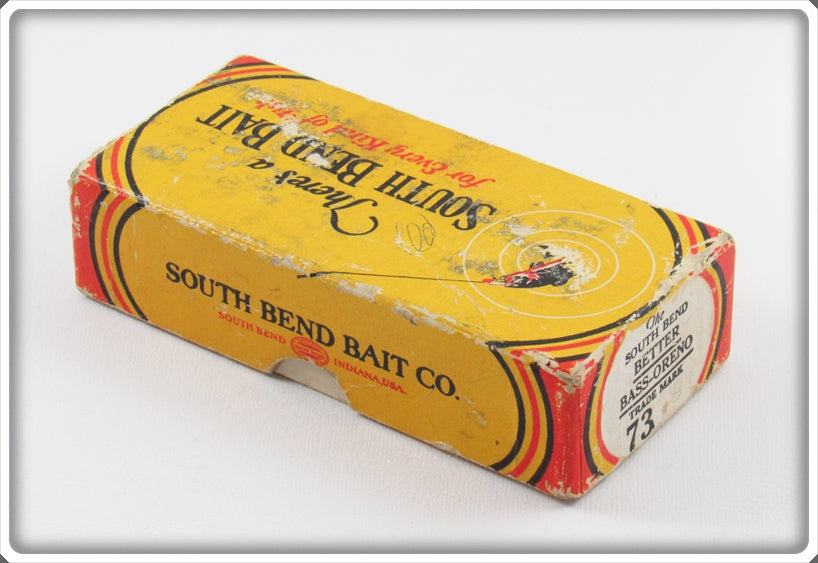 There's a
SOUTH BEND BAIT
for Every Kind of
SOUTH BEND BAIT CO.
SOUTH BEND
INDIANA, U.S.A.
The
SOUTH BEND
BETTER
BASS-ORENO
TRADE MARK
73